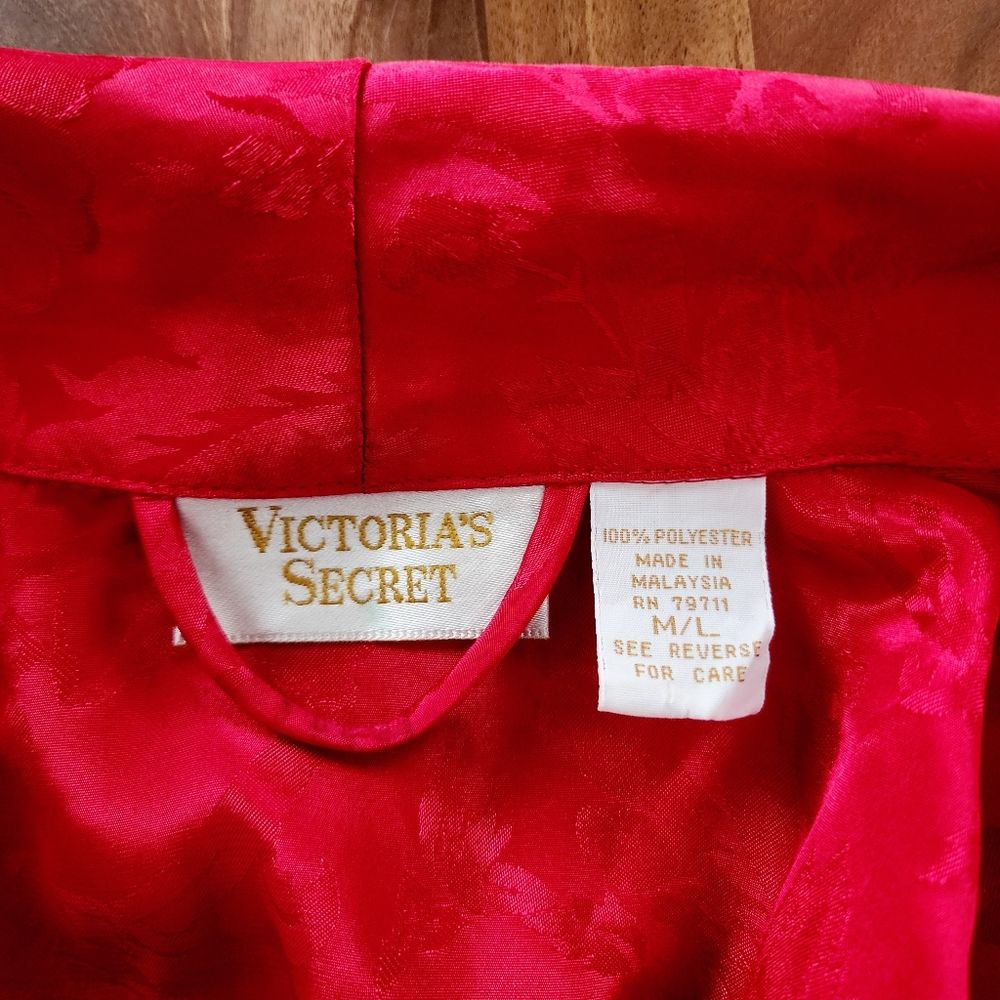 VICTORIA'S
SECRET
100% POLYESTER
MADE IN
MALAYSIA
RN 79711
M/L
SEE REVERSE
FOR CARE